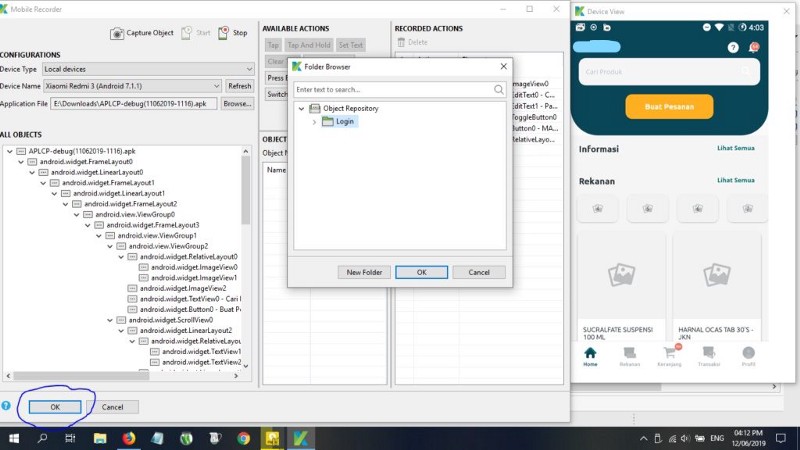 Mobile Recorder
Capture Object
Start
Stop
CONFIGURATIONS
Device Type
Local devices
Device Name
Xiaomi Redmi 3 (Android 7.1.1)
Refresh
Application File
E:\Downloads\APLCP-debug(11062019-1116).apk
Browse...
ALL OBJECTS
APLCP-debug(11062019-1116).apk
android.widget.FrameLayout0
android.widget.LinearLayout0
android.widget.FrameLayout1
android.widget.LinearLayout1
android.widget.FrameLayout2
android.view.ViewGroup0
android.widget.FrameLayout3
android.view.ViewGroup1
android.view.ViewGroup2
android.widget.RelativeLayout0
android.widget.ImageView0
android.widget.ImageView1
android.widget.ImageView2
android.widget.TextView0 - Cari
android.widget.Button0 - Buat P
android.widget.ScrollView0
android.widget.LinearLayout2
android.widget.RelativeLayou
android.widget.TextView1
android.widget.TextView2
OK
Cancel
AVAILABLE ACTIONS
Tap
Tap And Hold
Set Text
Clear
Press B
Switch
OBJECT
Object N
Name
RECORDED ACTIONS
Delete
ImageView0
EditText0 - C
EditText1 - Pa
ToggleButton0
Button0 - MA
RelativeLayo
Folder Browser
Enter text to search...
Object Repository
Login
New Folder
OK
Cancel
Device View
4:03
?
Cari Produk
Buat Pesanan
Informasi
Lihat Semua
Rekanan
Lihat Semua
SUCRALFATE SUSPENSI
100 ML
HARNAL OCAS TAB 30'S -
JKN
Home
Rekanan
Keranjang
Transaksi
Profil
ENG
04:12 PM
12/06/2019